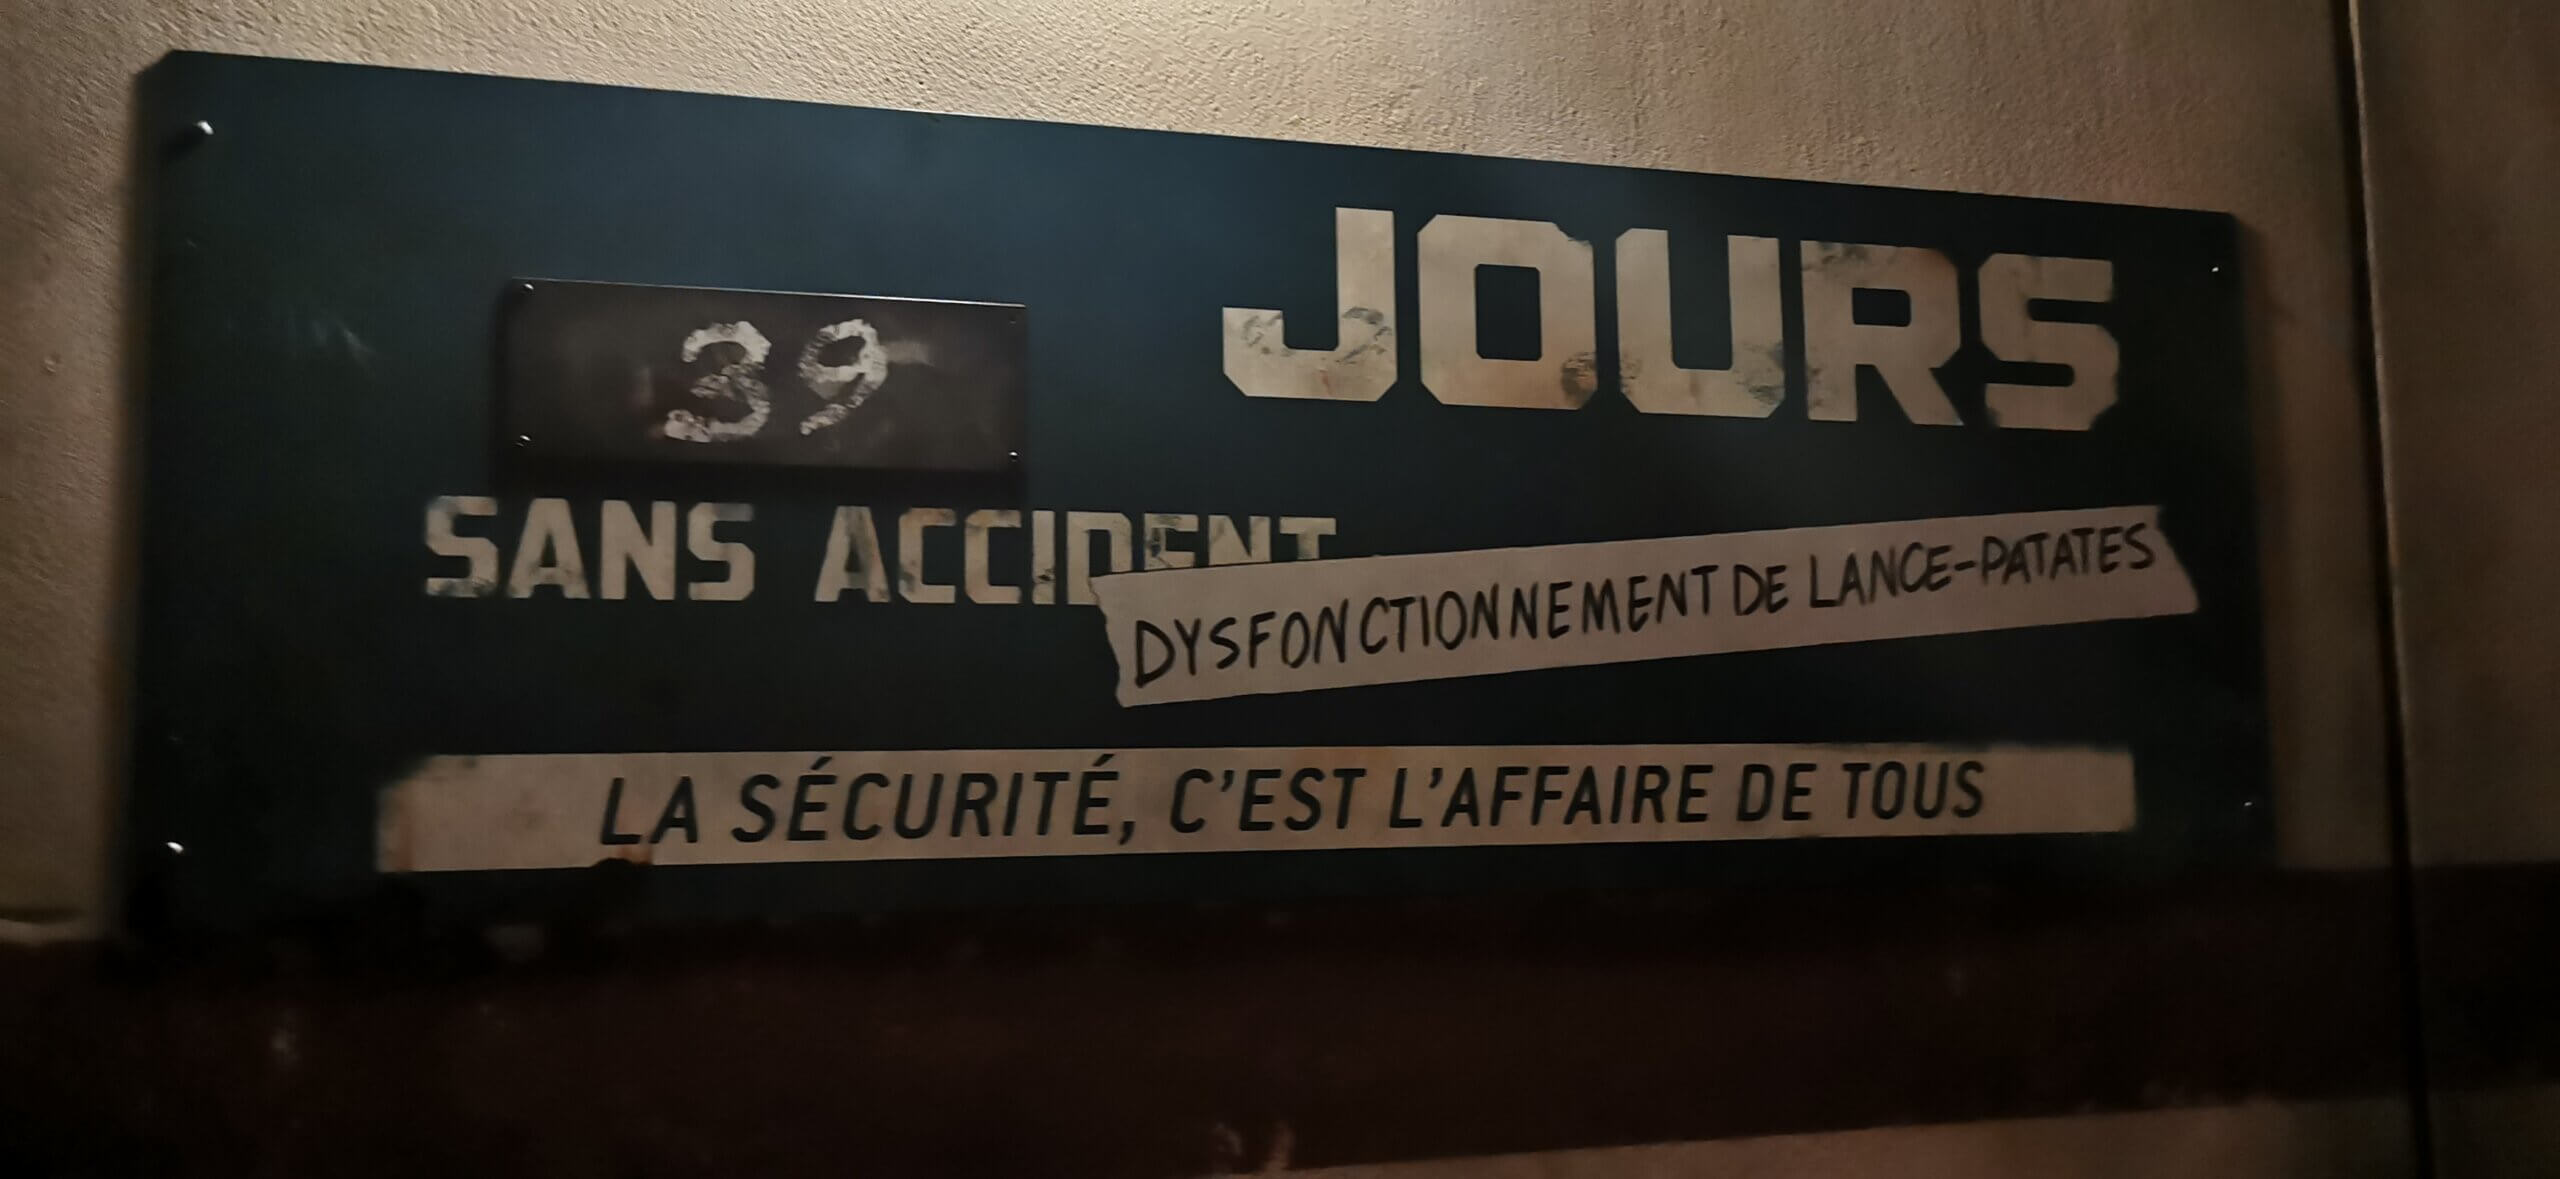 39 JOURS
SANS ACCIDENT
DYSFONCTIONNEMENT DE LANCE-PATATES
LA SÉCURITÉ, C'EST L'AFFAIRE DE TOUS